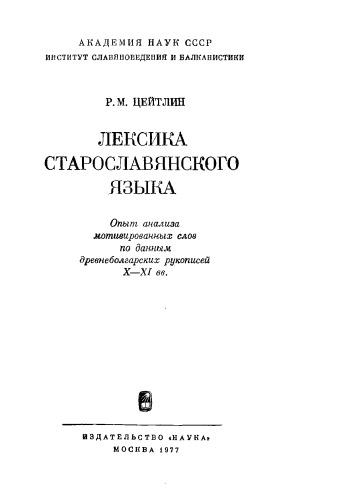 АКАДЕМИЯ НАУК СССР
ИНСТИТУТ СЛАВЯНОВЕДЕНИЯ И БАЛКАНИСТИКИ
Р. М. ЦЕЙТЛИН
ЛЕКСИКА
СТАРОСЛАВЯНСКОГО
ЯЗЫКА
Опыт анализа
мотивированных слов
по данным
древнеболгарских рукописей
X—XI вв.
ИЗДАТЕЛЬСТВО «НАУКА»
МОСКВА 1977